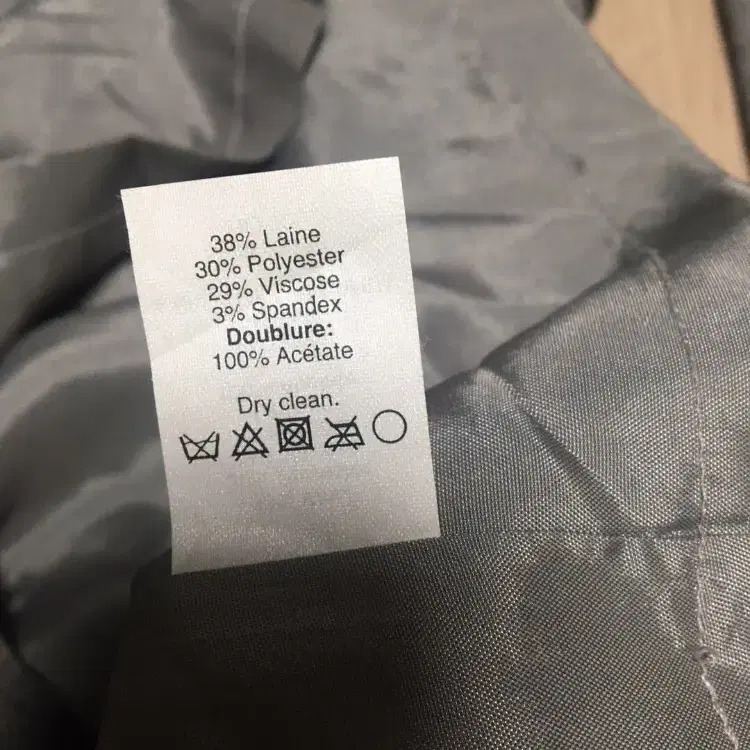 38% Laine
30% Polyester
29% Viscose
3% Spandex
Doublure:
100% Acétate
Dry clean.